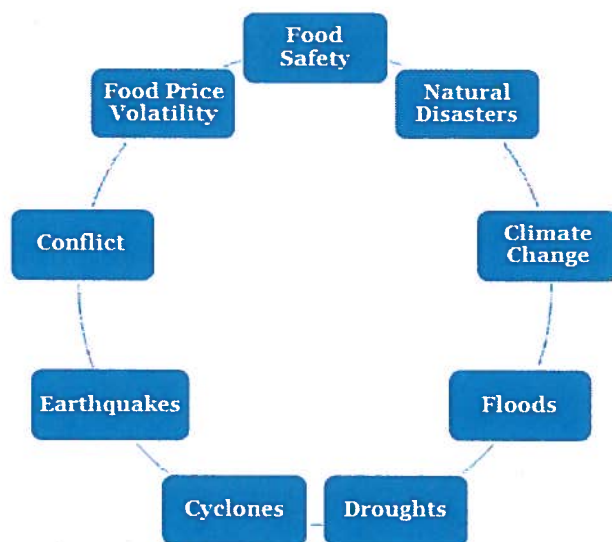 Food
Safety
Natural
Disasters
Climate
Change
Floods
Droughts
Cyclones
Earthquakes
Conflict
Food Price
Volatility